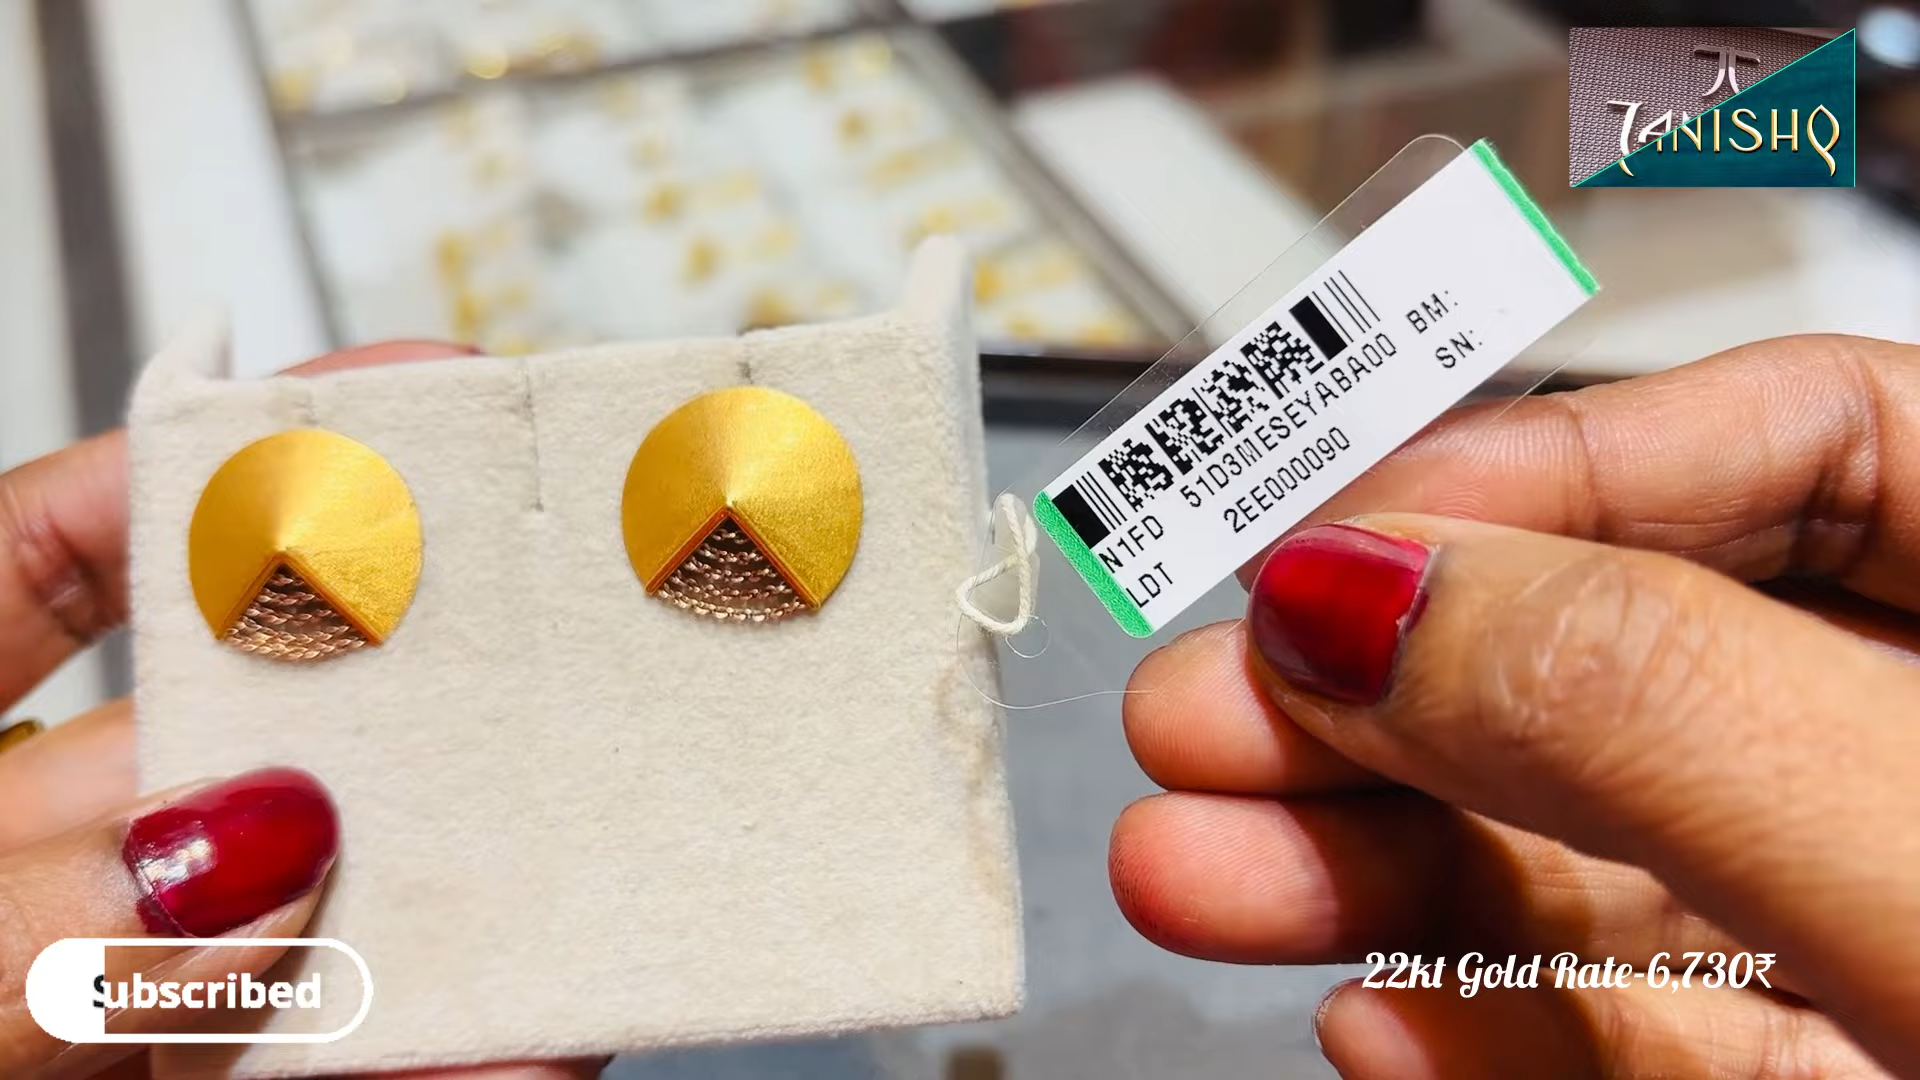 TANISHQ
51D3MESEYABA00 BM:
N1FD 2EE000090 SN:
LDT
Subscribed
22kt Gold Rate-6,730₹